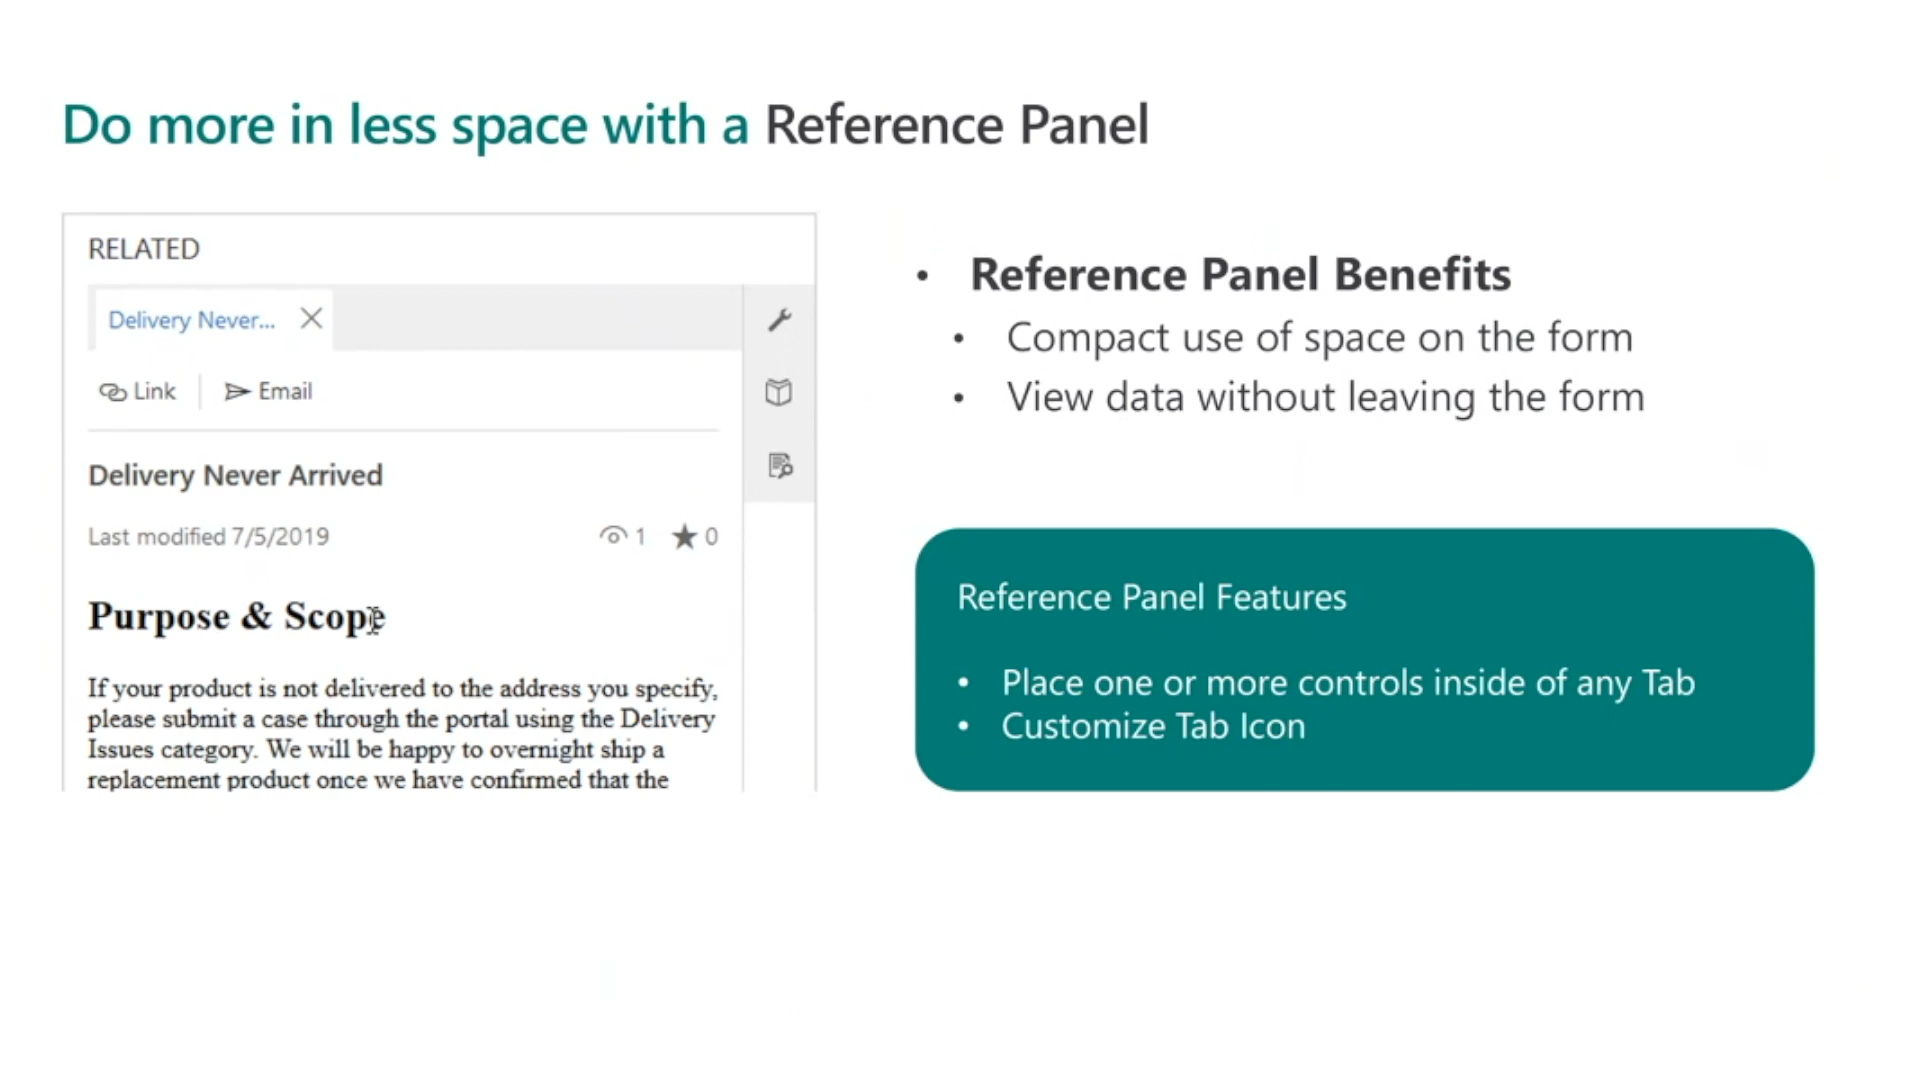 Do more in less space with a Reference Panel
RELATED
Delivery Never...
Link
Email
Delivery Never Arrived
Last modified 7/5/2019
1
0
Purpose & Scope
If your product is not delivered to the address you specify,
please submit a case through the portal using the Delivery
Issues category. We will be happy to overnight ship a
replacement product once we have confirmed that the
• Reference Panel Benefits
• Compact use of space on the form
• View data without leaving the form
Reference Panel Features
• Place one or more controls inside of any Tab
• Customize Tab Icon